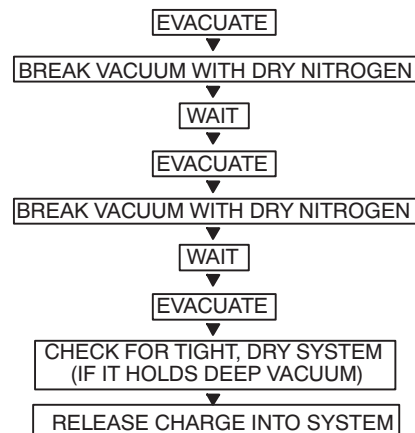 EVACUATE
BREAK VACUUM WITH DRY NITROGEN
WAIT
EVACUATE
BREAK VACUUM WITH DRY NITROGEN
WAIT
EVACUATE
CHECK FOR TIGHT, DRY SYSTEM
(IF IT HOLDS DEEP VACUUM)
RELEASE CHARGE INTO SYSTEM